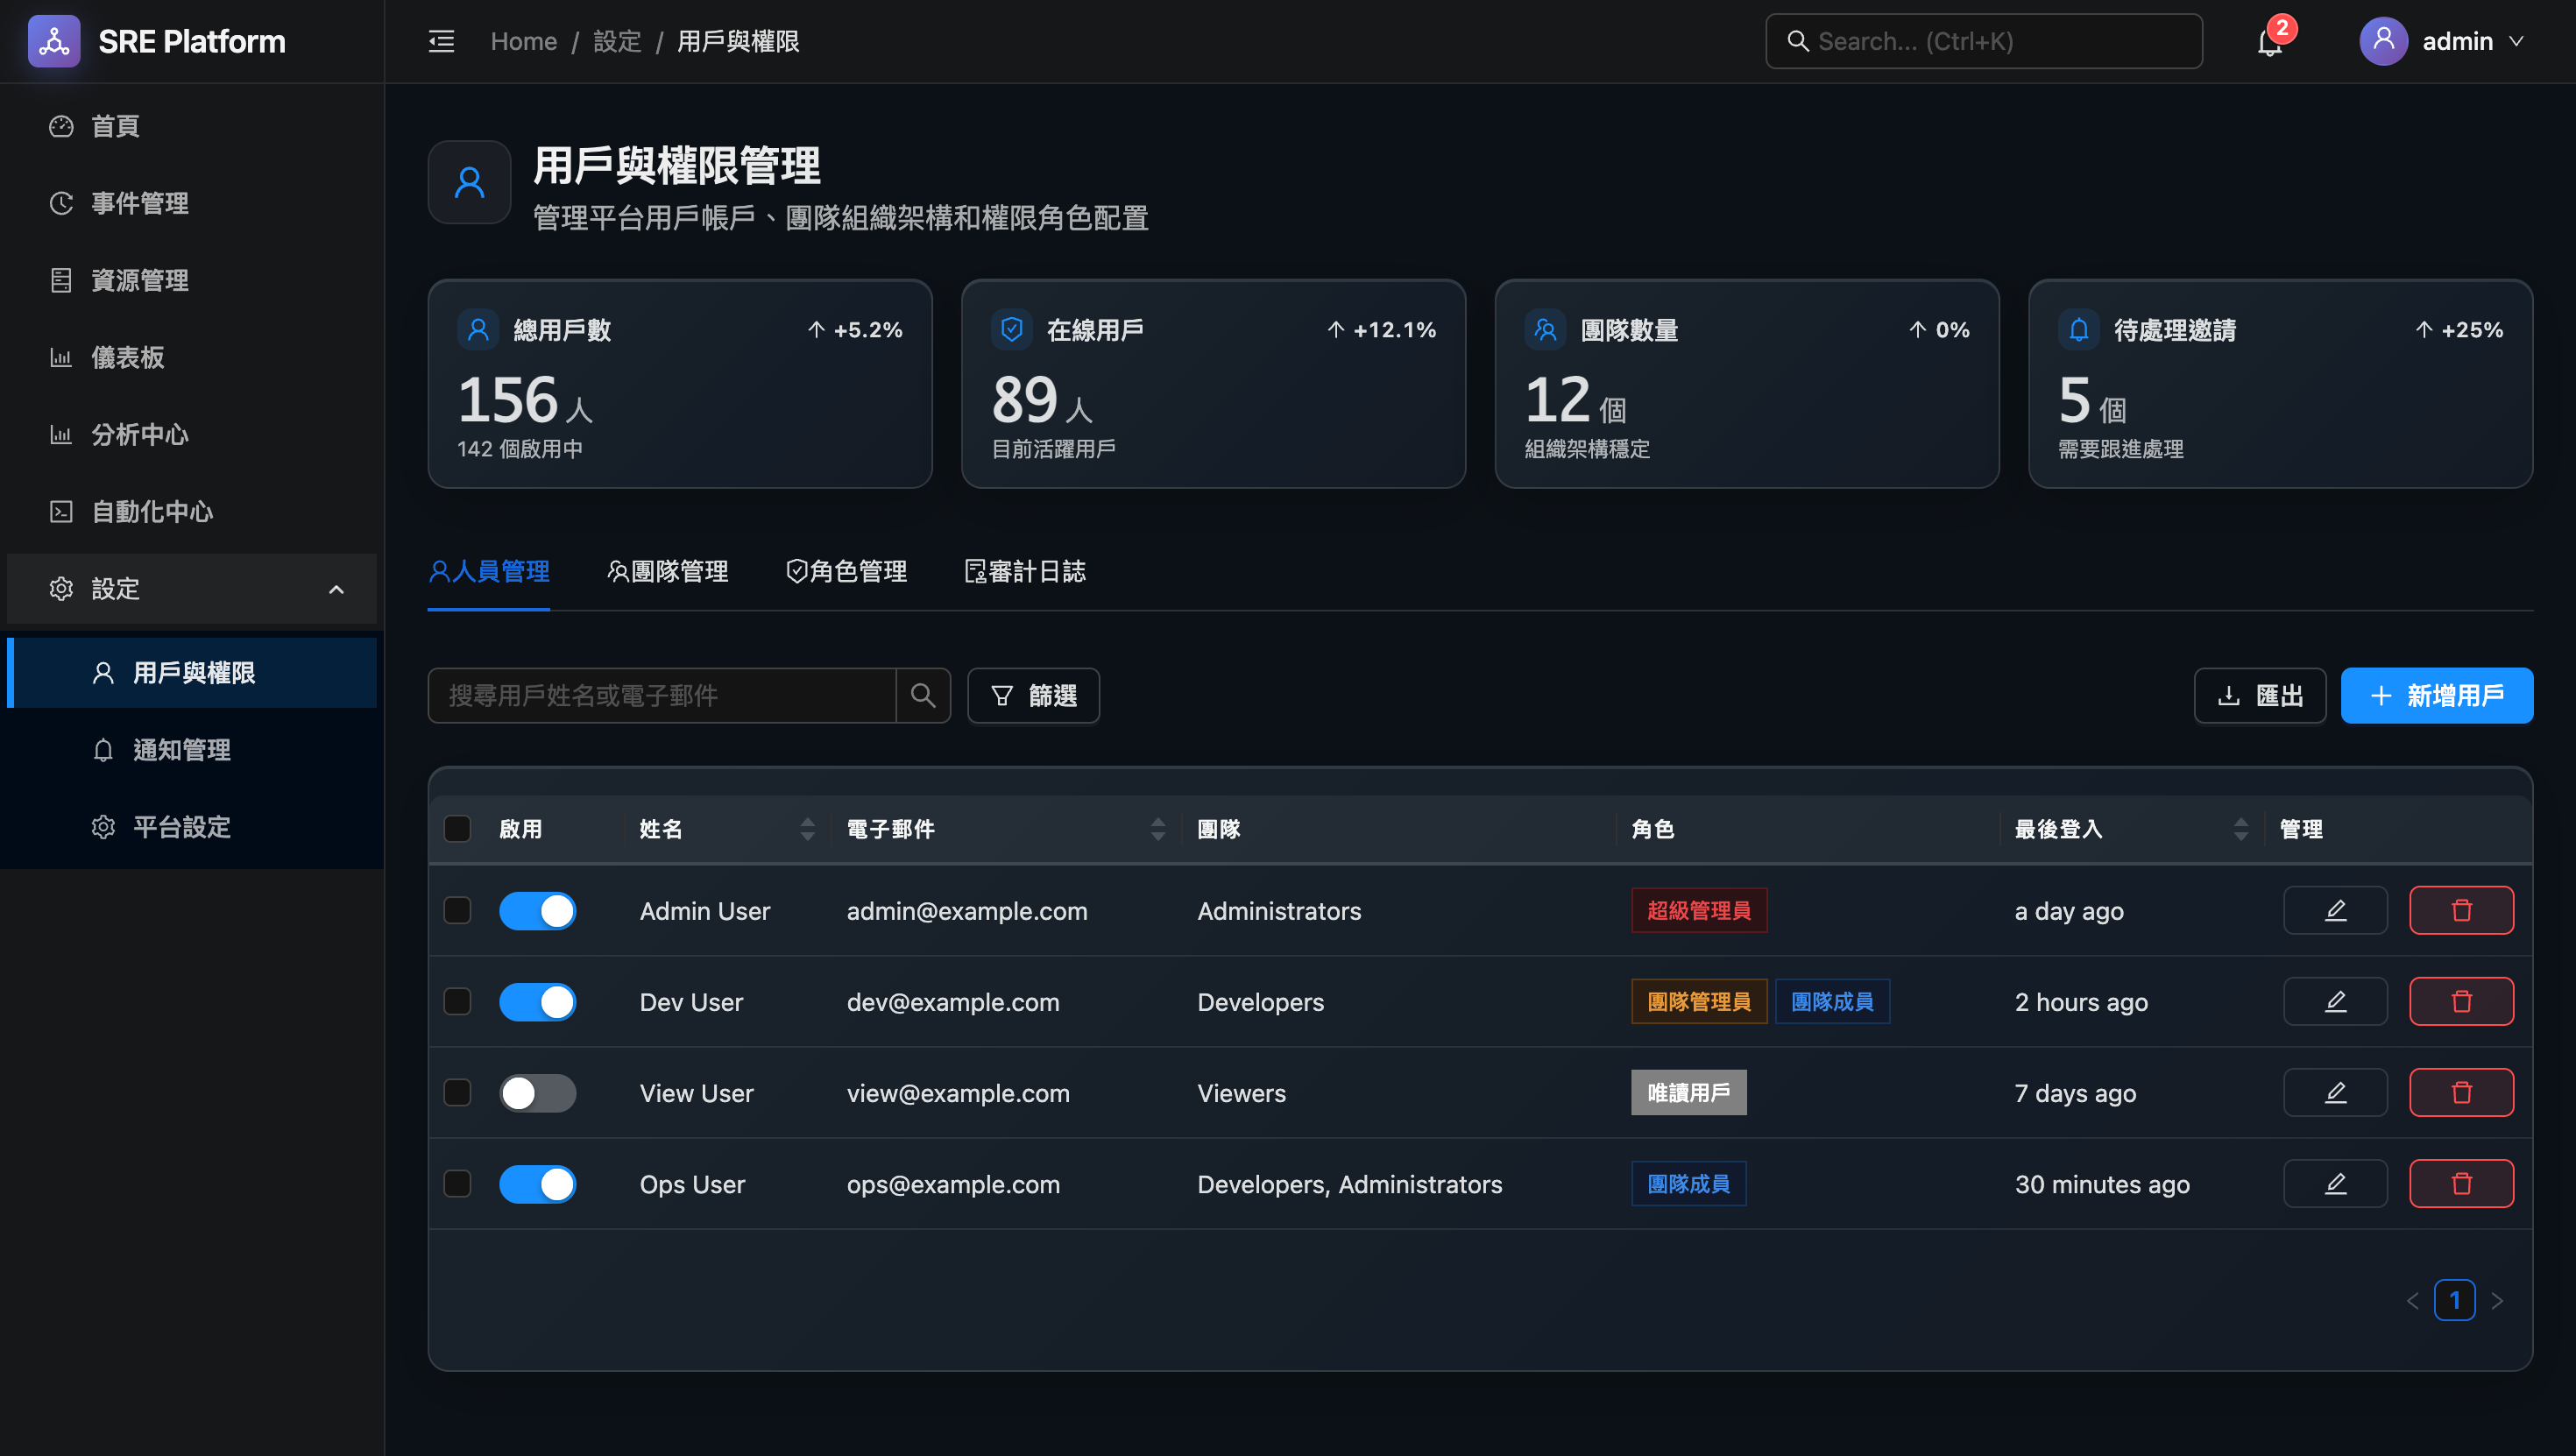 SRE Platform
Home / 設定 / 用戶與權限
Search... (Ctrl+K)
2
admin
首頁
事件管理
資源管理
儀表板
分析中心
自動化中心
設定
用戶與權限
通知管理
平台設定
用戶與權限管理
管理平台用戶帳戶、團隊組織架構和權限角色配置
總用戶數 +5.2%
156 人
142 個啟用中
在線用戶 +12.1%
89 人
目前活躍用戶
團隊數量 0%
12 個
組織架構穩定
待處理邀請 +25%
5 個
需要跟進處理
人員管理 團隊管理 角色管理 審計日誌
搜尋用戶姓名或電子郵件 篩選 匯出 新增用戶
啟用 姓名 電子郵件 團隊 角色 最後登入 管理
Admin User admin@example.com Administrators 超級管理員 a day ago
Dev User dev@example.com Developers 團隊管理員 團隊成員 2 hours ago
View User view@example.com Viewers 唯讀用戶 7 days ago
Ops User ops@example.com Developers, Administrators 團隊成員 30 minutes ago
1